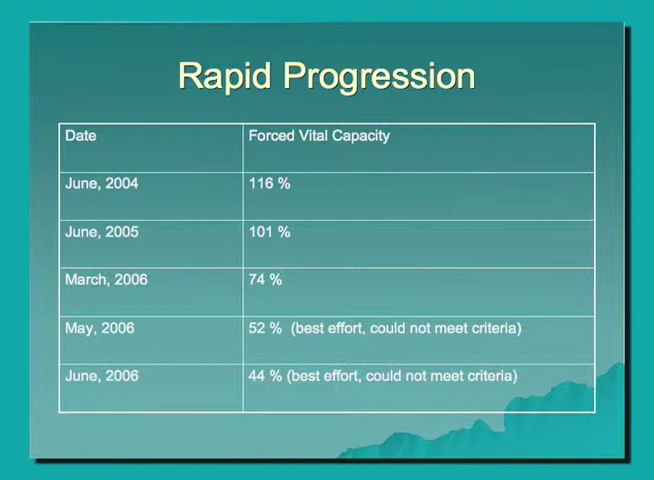 Rapid Progression
Date Forced Vital Capacity
June, 2004 116 %
June, 2005 101 %
March, 2006 74 %
May, 2006 52 % (best effort, could not meet criteria)
June, 2006 44 % (best effort, could not meet criteria)